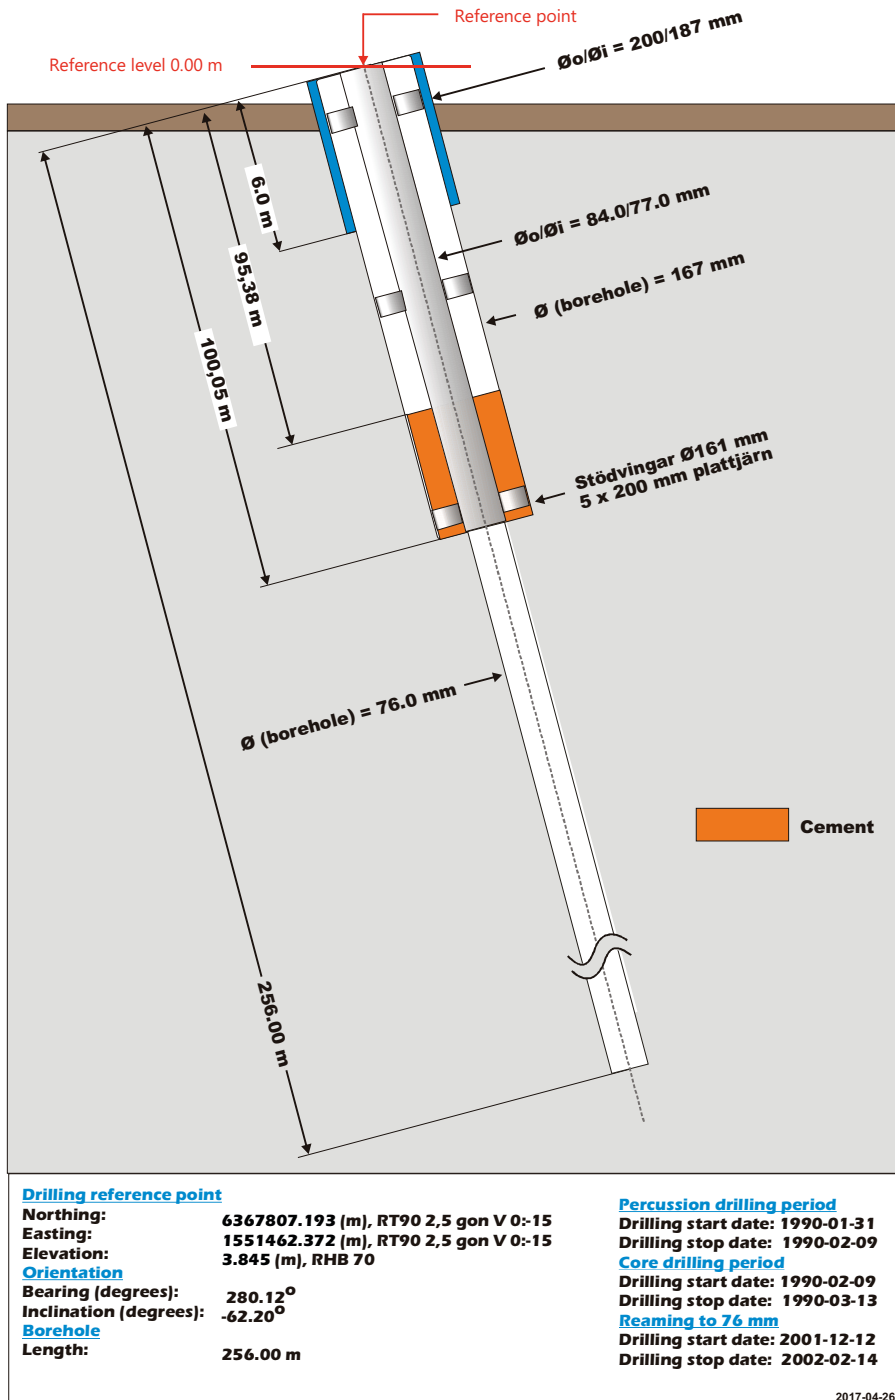 Reference point
Reference level 0.00 m
Øo/Øi = 200/187 mm
6.0 m
Øo/Øi = 84.0/77.0 mm
95,38 m
Ø (borehole) = 167 mm
100,05 m
Stödvingar Ø161 mm
5 x 200 mm plattjärn
Ø (borehole) = 76.0 mm
Cement
256.00 m
Drilling reference point
Northing: 6367807.193 (m), RT90 2,5 gon V 0:-15
Easting: 1551462.372 (m), RT90 2,5 gon V 0:-15
Elevation: 3.845 (m), RHB 70
Orientation
Bearing (degrees): 280.12°
Inclination (degrees): -62.20°
Borehole
Length: 256.00 m
Percussion drilling period
Drilling start date: 1990-01-31
Drilling stop date: 1990-02-09
Core drilling period
Drilling start date: 1990-02-09
Drilling stop date: 1990-03-13
Reaming to 76 mm
Drilling start date: 2001-12-12
Drilling stop date: 2002-02-14
2017-04-26